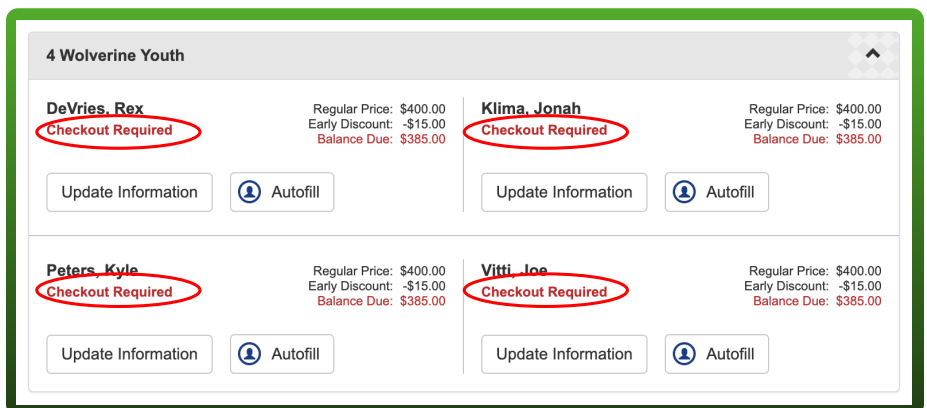 4 Wolverine Youth
DeVries, Rex
Checkout Required
Regular Price: $400.00
Early Discount: -$15.00
Balance Due: $385.00
Update Information
Autofill
Klima, Jonah
Checkout Required
Regular Price: $400.00
Early Discount: -$15.00
Balance Due: $385.00
Update Information
Autofill
Peters, Kyle
Checkout Required
Regular Price: $400.00
Early Discount: -$15.00
Balance Due: $385.00
Update Information
Autofill
Vitti, Joe
Checkout Required
Regular Price: $400.00
Early Discount: -$15.00
Balance Due: $385.00
Update Information
Autofill